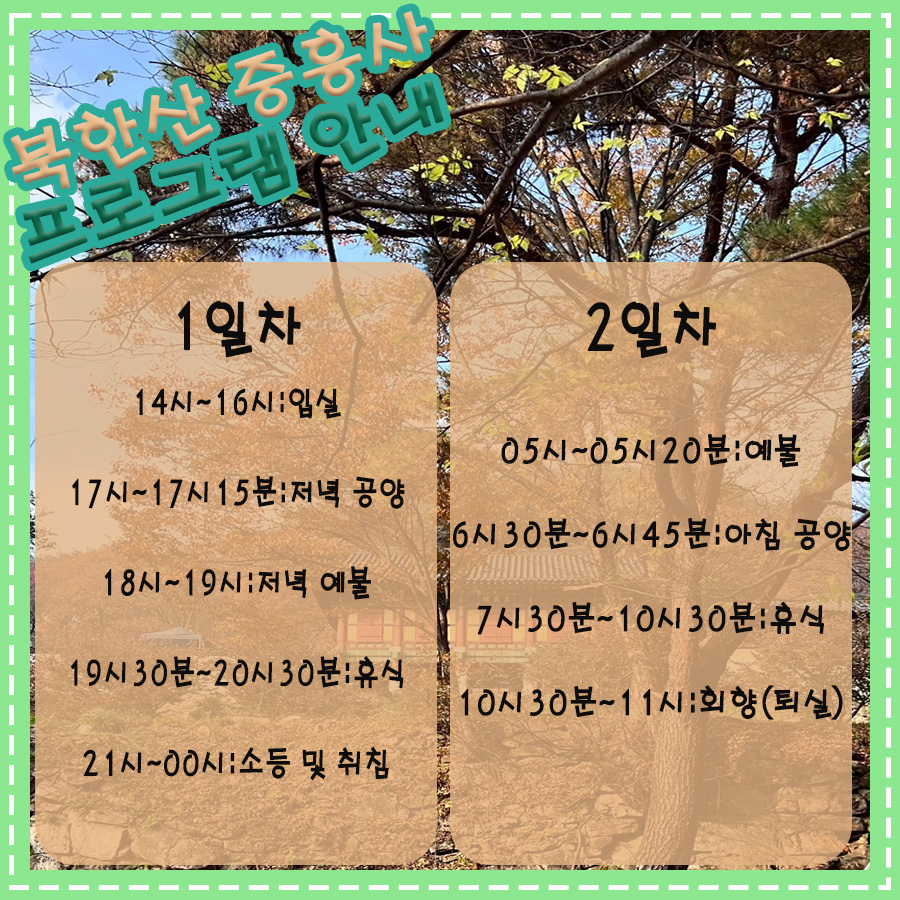 북한산 중흥사
프로그램 안내
1일차
14시~16시:입실
17시~17시15분:저녁 공양
18시~19시:저녁 예불
19시30분~20시30분:휴식
21시~00시:소등 및 취침
2일차
05시~05시20분:예불
6시30분~6시45분:아침 공양
7시30분~10시30분:휴식
10시30분~11시:회향(퇴실)